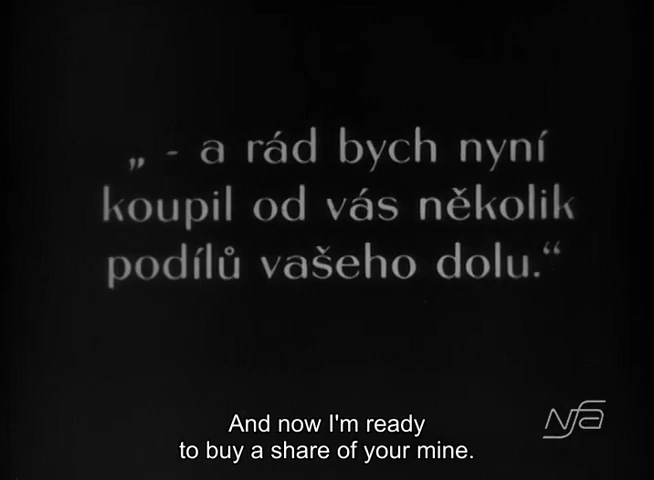 „ - a rád bych nyní
koupil od vás několik
podílů vašeho dolu.“
And now I'm ready
to buy a share of your mine.
nfa